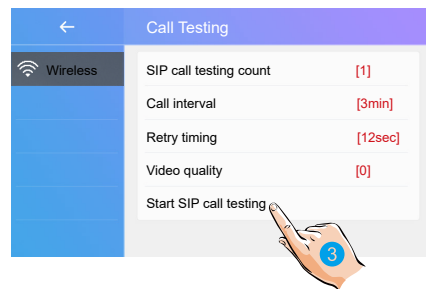 ← Call Testing
Wireless
SIP call testing count [1]
Call interval [3min]
Retry timing [12sec]
Video quality [0]
Start SIP call testing
3